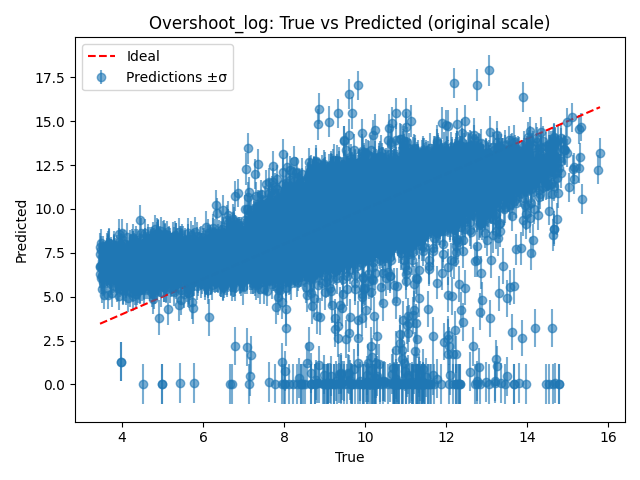 Overshoot_log: True vs Predicted (original scale)
Ideal
Predictions ±σ
17.5
15.0
12.5
10.0
7.5
5.0
2.5
0.0
Predicted
4 6 8 10 12 14 16
True